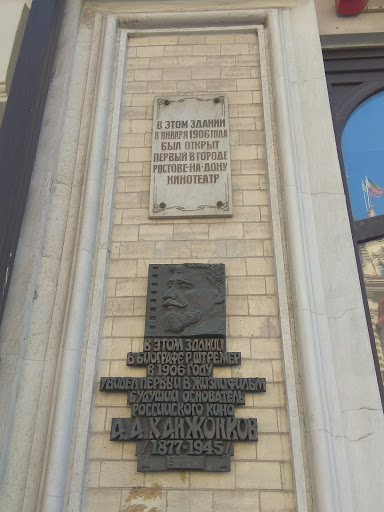 В ЭТОМ ЗДАНИИ
8 ЯНВАРЯ 1906 ГОДА
БЫЛ ОТКРЫТ
ПЕРВЫЙ В ГОРОДЕ
РОСТОВЕ-НА-ДОНУ
КИНОТЕАТР
В ЭТОМ ЗДАНИИ
В БИОГРАФЕ Р. ШТРЕМЕР
В 1906 ГОДУ
УВИДЕЛ ПЕРВЫЙ В ЖИЗНИ ФИЛЬМ
БУДУЩИЙ ОСНОВАТЕЛЬ
РОССИЙСКОГО КИНО
А.А.ХАНЖОНКОВ
/1877-1945/